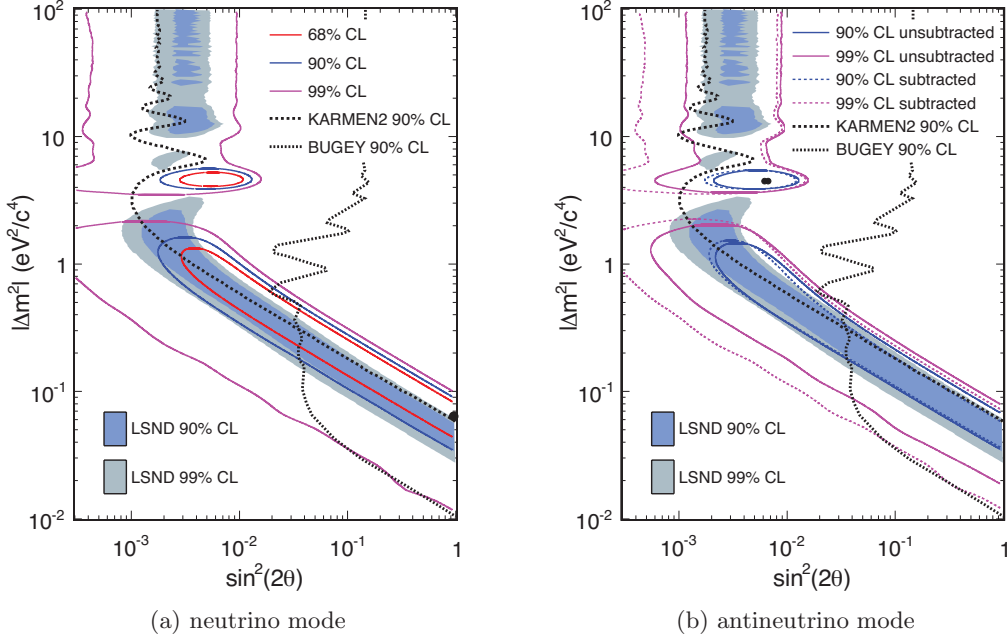 10²
10
1
10⁻¹
10⁻²
|Δm²| (eV²/c⁴)
68% CL
90% CL
99% CL
KARMEN2 90% CL
BUGEY 90% CL
LSND 90% CL
LSND 99% CL
10⁻³ 10⁻² 10⁻¹ 1
sin²(2θ)
(a) neutrino mode
10²
10
1
10⁻¹
10⁻²
|Δm²| (eV²/c⁴)
90% CL unsubtracted
99% CL unsubtracted
90% CL subtracted
99% CL subtracted
KARMEN2 90% CL
BUGEY 90% CL
LSND 90% CL
LSND 99% CL
10⁻³ 10⁻² 10⁻¹ 1
sin²(2θ)
(b) antineutrino mode